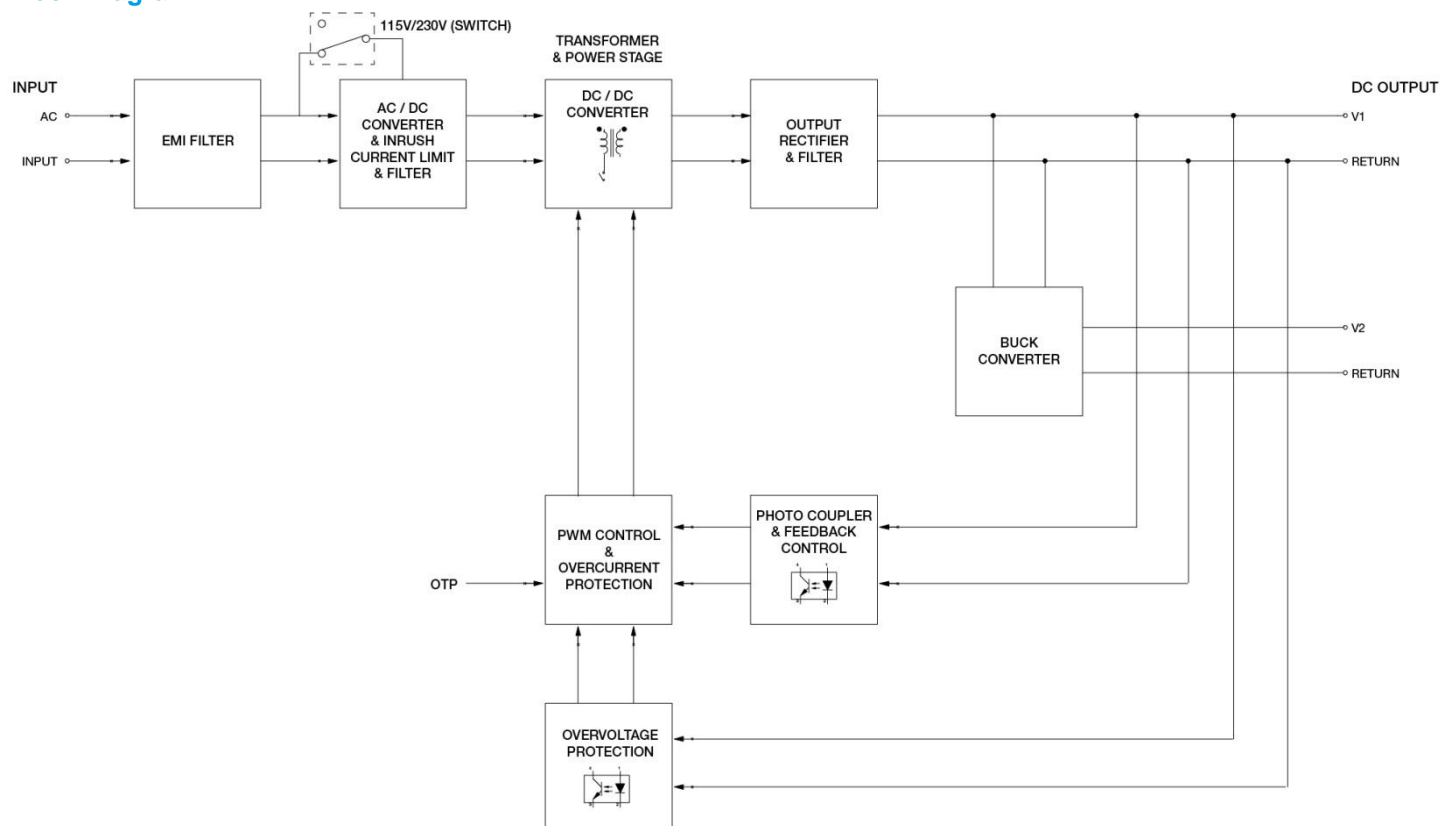 115V/230V (SWITCH)
TRANSFORMER
& POWER STAGE
INPUT
DC OUTPUT
AC
INPUT
EMI FILTER
AC / DC
CONVERTER
& INRUSH
CURRENT LIMIT
& FILTER
DC / DC
CONVERTER
OUTPUT
RECTIFIER
& FILTER
V1
RETURN
BUCK
CONVERTER
V2
RETURN
PWM CONTROL
&
OVERCURRENT
PROTECTION
OTP
PHOTO COUPLER
& FEEDBACK
CONTROL
OVERVOLTAGE
PROTECTION